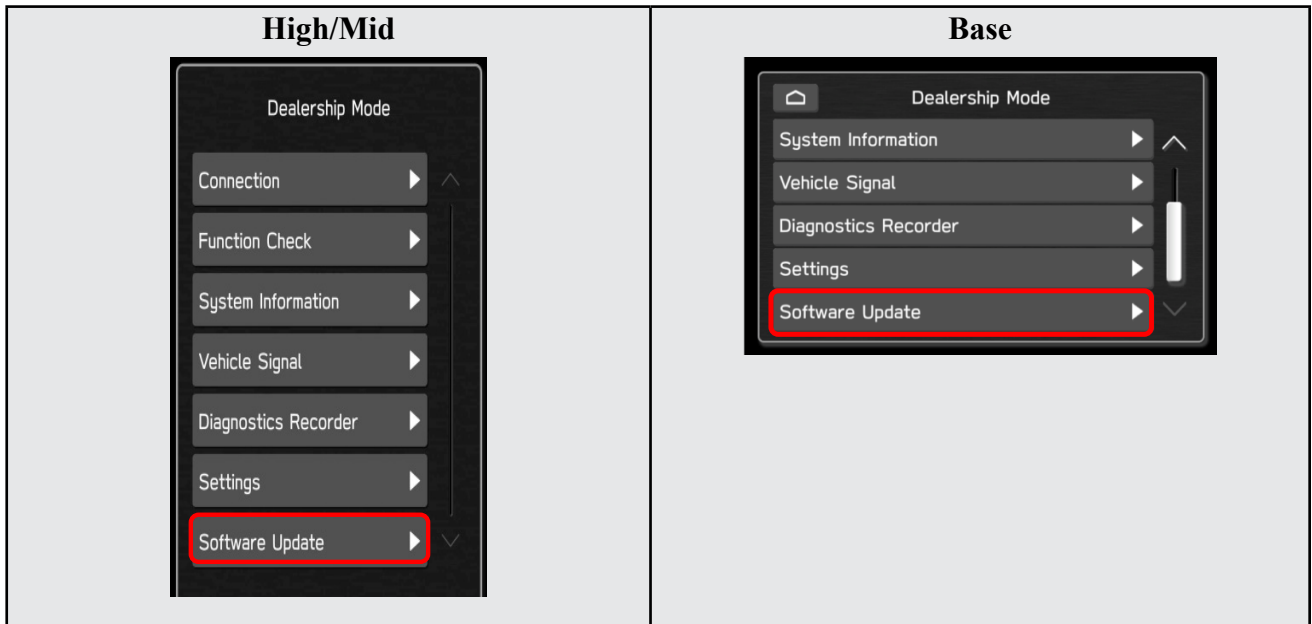 High/Mid
Dealership Mode
Connection
Function Check
System Information
Vehicle Signal
Diagnostics Recorder
Settings
Software Update
Base
Dealership Mode
System Information
Vehicle Signal
Diagnostics Recorder
Settings
Software Update